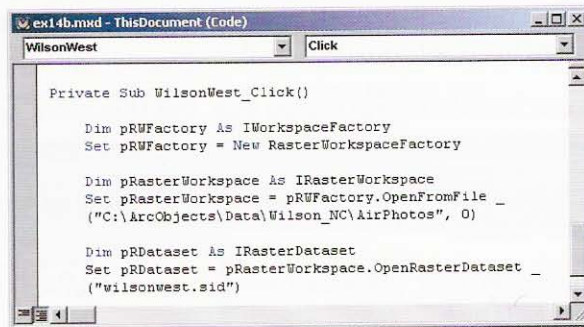 ex14b.mxd - ThisDocument (Code)
WilsonWest Click
Private Sub WilsonWest_Click()
Dim pRWFactory As IWorkspaceFactory
Set pRWFactory = New RasterWorkspaceFactory
Dim pRasterWorkspace As IRasterWorkspace
Set pRasterWorkspace = pRWFactory.OpenFromFile _
("C:\ArcObjects\Data\Wilson_NC\AirPhotos", 0)
Dim pRDataset As IRasterDataset
Set pRDataset = pRasterWorkspace.OpenRasterDataset _
("wilsonwest.sid")